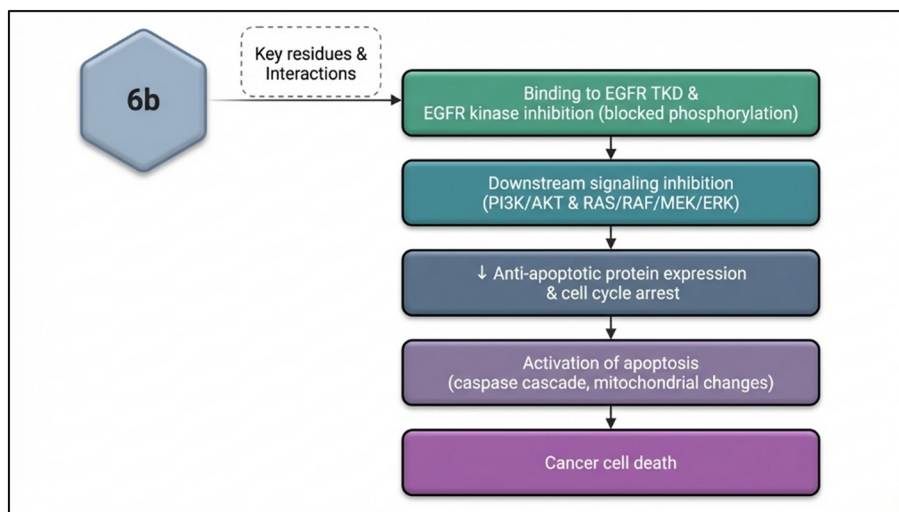 6b
Key residues &
Interactions
Binding to EGFR TKD &
EGFR kinase inhibition (blocked phosphorylation)
Downstream signaling inhibition
(PI3K/AKT & RAS/RAF/MEK/ERK)
↓ Anti-apoptotic protein expression
& cell cycle arrest
Activation of apoptosis
(caspase cascade, mitochondrial changes)
Cancer cell death